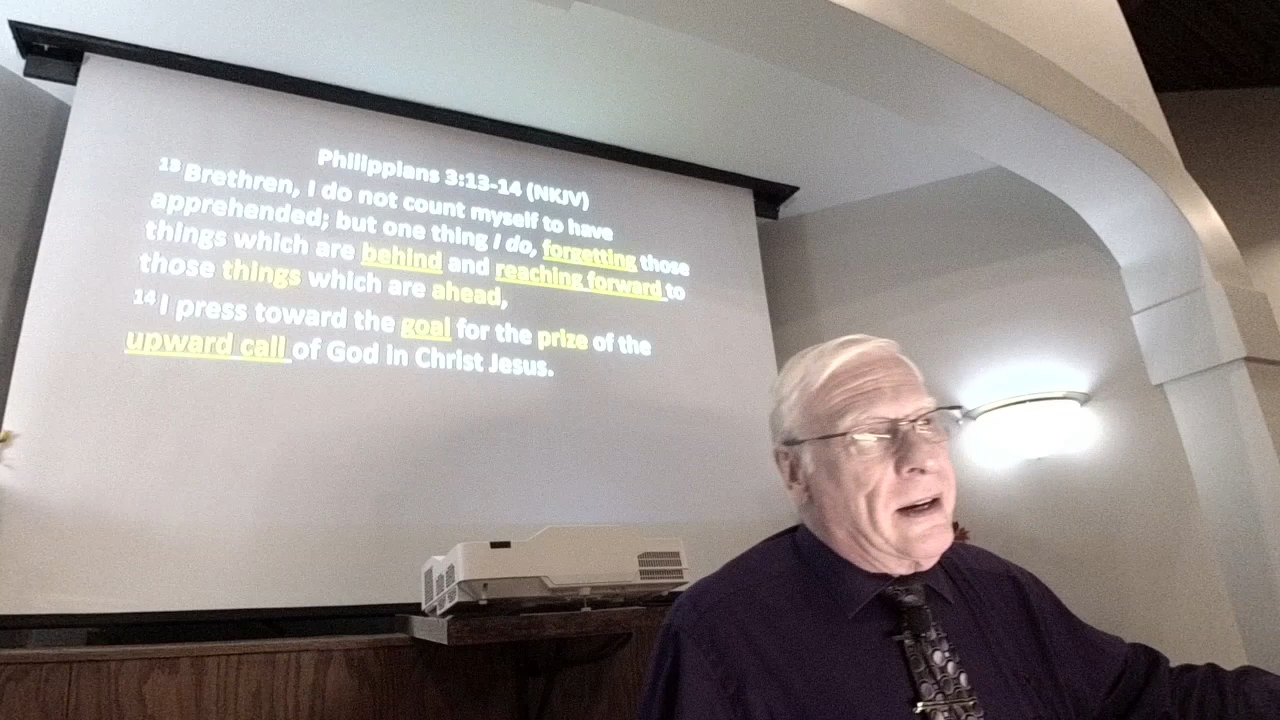 Philippians 3:13-14 (NKJV)
13 Brethren, I do not count myself to have
apprehended; but one thing I do, forgetting those
things which are behind and reaching forward to
those things which are ahead,
14 I press toward the goal for the prize of the
upward call of God in Christ Jesus.